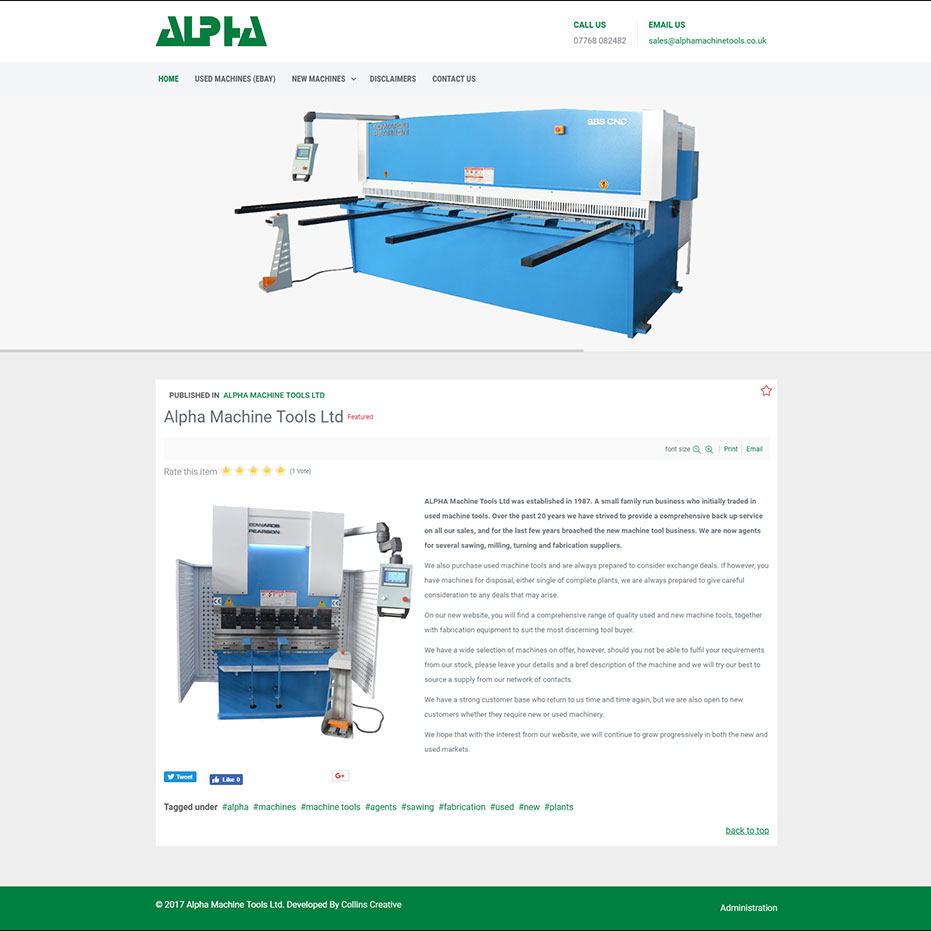 ALPHA
CALL US
07768 082482
EMAIL US
sales@alphamachinetools.co.uk
HOME USED MACHINES (EBAY) NEW MACHINES DISCLAIMERS CONTACT US
SBS CNC
PUBLISHED IN ALPHA MACHINE TOOLS LTD
Alpha Machine Tools Ltd Featured
font size Print Email
Rate this item (1 Vote)
EDWARDS
PEARSON
ALPHA Machine Tools Ltd was established in 1987. A small family run business who initially traded in
used machine tools. Over the past 20 years we have strived to provide a comprehensive back up service
on all our sales, and for the last few years broached the new machine tool business. We are now agents
for several sawing, milling, turning and fabrication suppliers.
We also purchase used machine tools and are always prepared to consider exchange deals. If however, you
have machines for disposal, either single of complete plants, we are always prepared to give careful
consideration to any deals that may arise.
On our new website, you will find a comprehensive range of quality used and new machine tools, together
with fabrication equipment to suit the most discerning tool buyer.
We have a wide selection of machines on offer, however, should you not be able to fulfil your requirements
from our stock, please leave your details and a bref description of the machine and we will try our best to
source a supply from our network of contacts.
We have a strong customer base who return to us time and time again, but we are also open to new
customers whether they require new or used machinery.
We hope that with the interest from our website, we will continue to grow progressively in both the new and
used markets.
Tweet
Like 0
G+
Tagged under #alpha #machines #machine tools #agents #sawing #fabrication #used #new #plants
back to top
© 2017 Alpha Machine Tools Ltd. Developed By Collins Creative
Administration